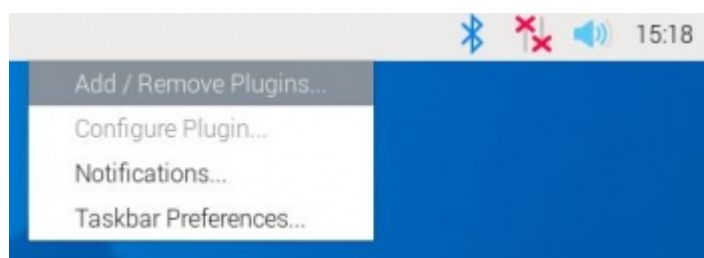 15:18
Add / Remove Plugins...
Configure Plugin...
Notifications...
Taskbar Preferences...